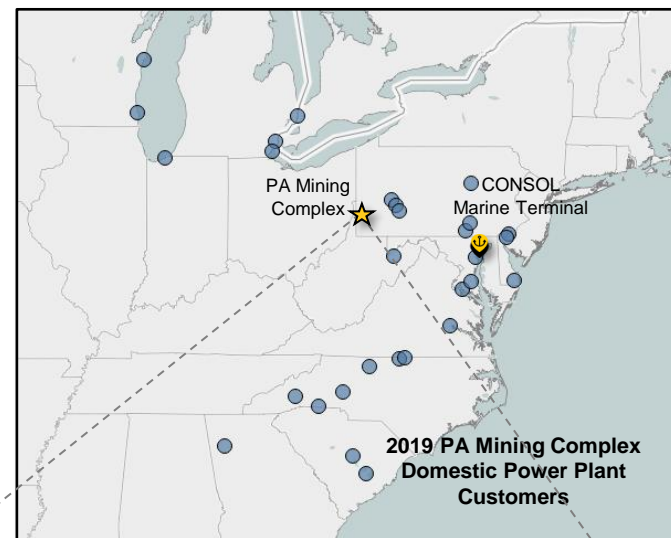 PA Mining
Complex
CONSOL
Marine Terminal
2019 PA Mining Complex
Domestic Power Plant
Customers